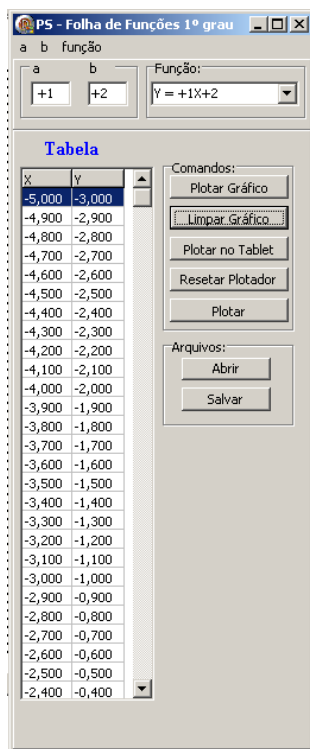 PS - Folha de Funções 1º grau
a b função
a b
+1 +2
Função:
Y = +1X+2
Tabela
X Y
-5,000 -3,000
-4,900 -2,900
-4,800 -2,800
-4,700 -2,700
-4,600 -2,600
-4,500 -2,500
-4,400 -2,400
-4,300 -2,300
-4,200 -2,200
-4,100 -2,100
-4,000 -2,000
-3,900 -1,900
-3,800 -1,800
-3,700 -1,700
-3,600 -1,600
-3,500 -1,500
-3,400 -1,400
-3,300 -1,300
-3,200 -1,200
-3,100 -1,100
-3,000 -1,000
-2,900 -0,900
-2,800 -0,800
-2,700 -0,700
-2,600 -0,600
-2,500 -0,500
-2,400 -0,400
Comandos:
Plotar Gráfico
Limpar Gráfico
Plotar no Tablet
Resetar Plotador
Plotar
Arquivos:
Abrir
Salvar